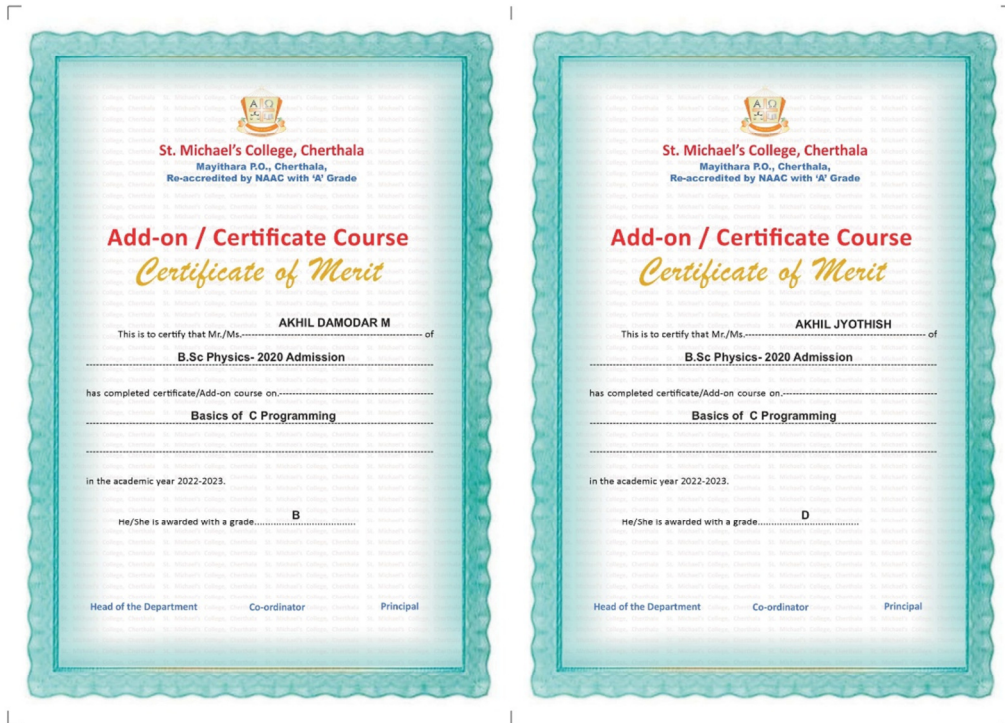 St. Michael's College, Cherthala
Mayithara P.O., Cherthala,
Re-accredited by NAAC with ‘A’ Grade
Add-on / Certificate Course
Certificate of Merit
AKHIL DAMODAR M
This is to certify that Mr./Ms.------------------------------------------------------------ of
B.Sc Physics- 2020 Admission
has completed certificate/Add-on course on.----------------------------------------------------
Basics of C Programming
in the academic year 2022-2023.
B
He/She is awarded with a grade......................................
Head of the Department Co-ordinator Principal
St. Michael's College, Cherthala
Mayithara P.O., Cherthala,
Re-accredited by NAAC with ‘A’ Grade
Add-on / Certificate Course
Certificate of Merit
AKHIL JYOTHISH
This is to certify that Mr./Ms.------------------------------------------------------------ of
B.Sc Physics- 2020 Admission
has completed certificate/Add-on course on.----------------------------------------------------
Basics of C Programming
in the academic year 2022-2023.
D
He/She is awarded with a grade......................................
Head of the Department Co-ordinator Principal